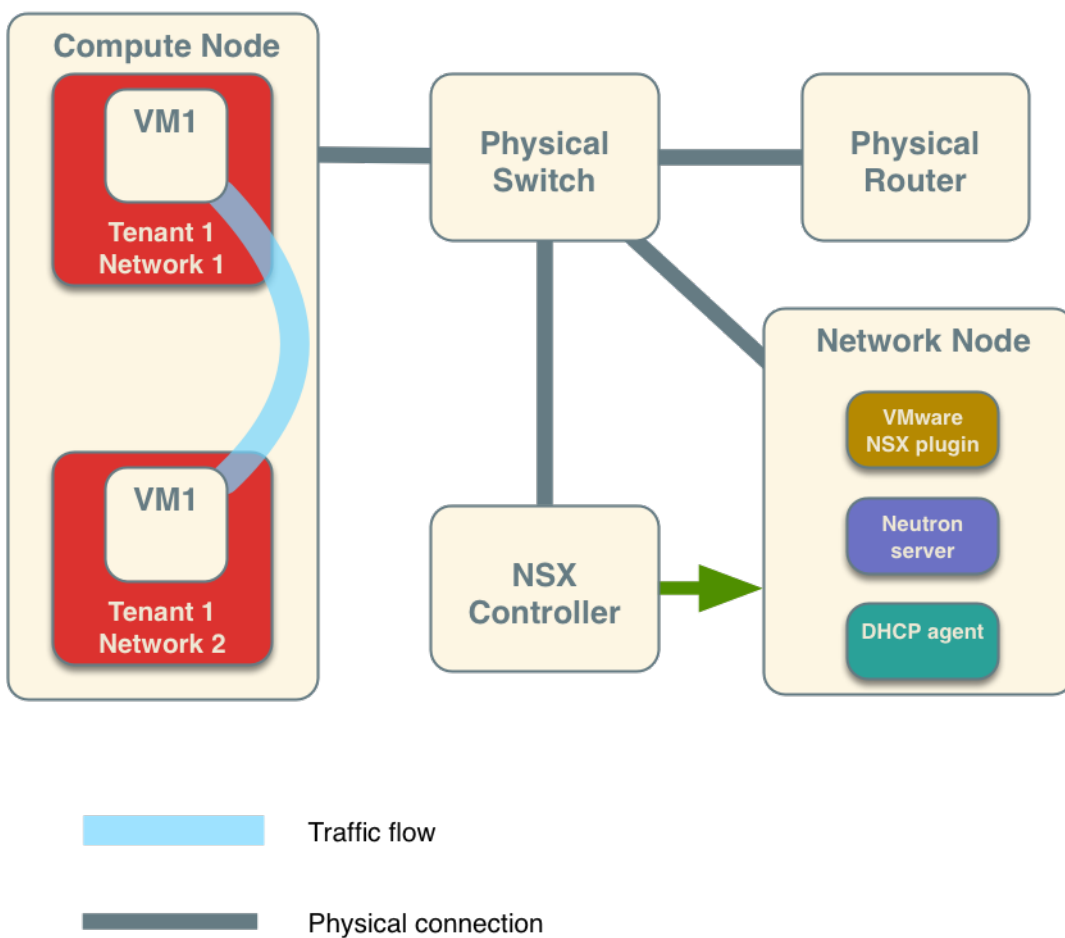 Compute Node
VM1
Tenant 1
Network 1
VM1
Tenant 1
Network 2
Physical
Switch
Physical
Router
NSX
Controller
Network Node
VMware
NSX plugin
Neutron
server
DHCP agent
Traffic flow
Physical connection